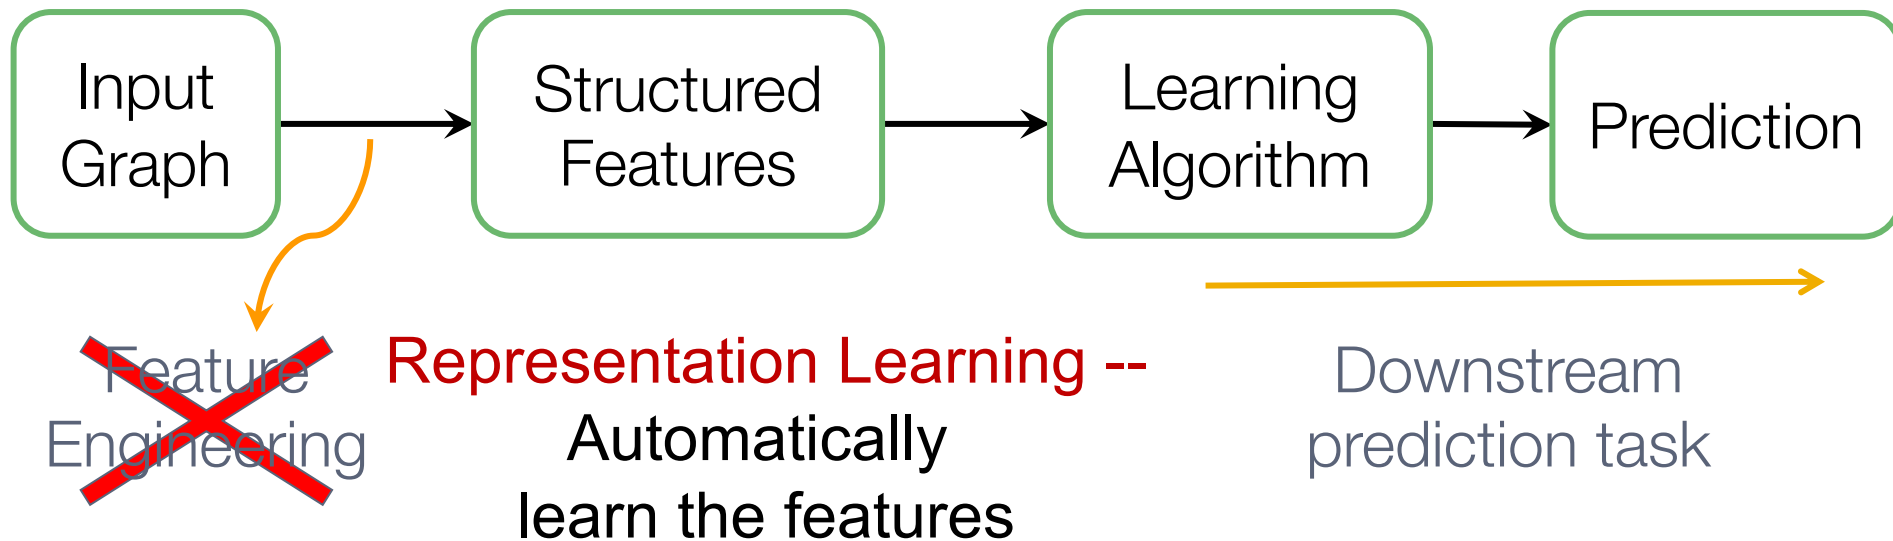 Input
Graph
Structured
Features
Learning
Algorithm
Prediction
Feature
Engineering
Representation Learning --
Automatically
learn the features
Downstream
prediction task